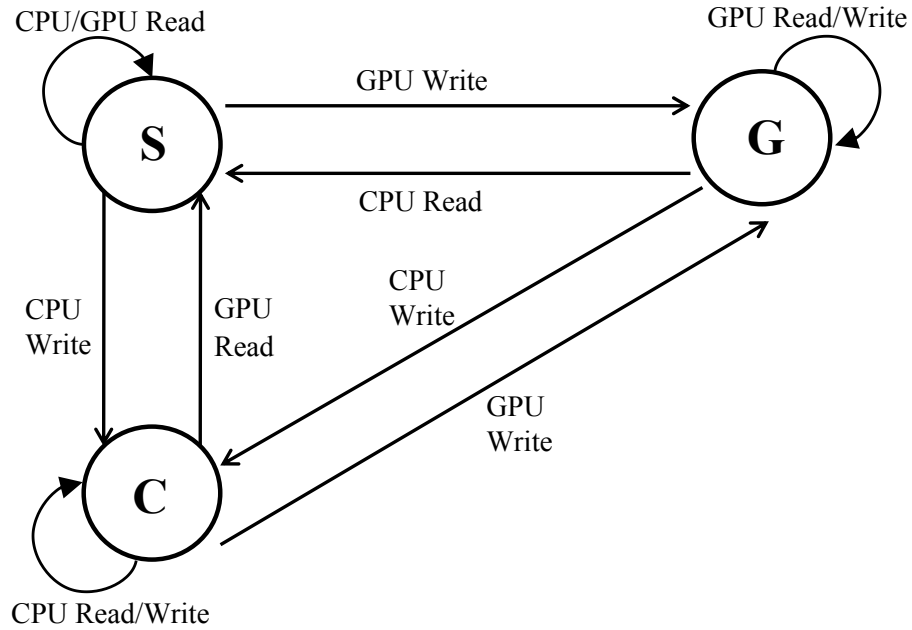 CPU/GPU Read
GPU Read/Write
GPU Write
S
G
CPU Read
CPU
Write
GPU
Read
CPU
Write
GPU
Write
C
CPU Read/Write